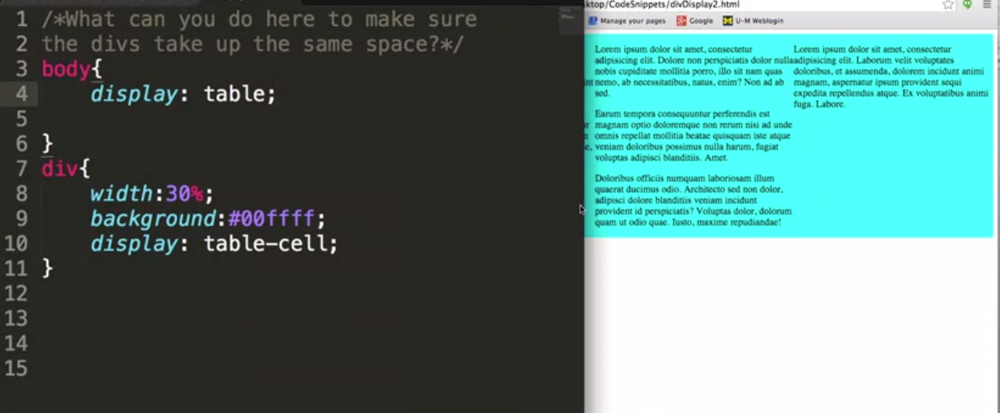 1 /*What can you do here to make sure
2 the divs take up the same space?*/
3 body{
4 display: table;
5
6 }
7 div{
8 width:30%;
9 background:#00ffff;
10 display: table-cell;
11 }
12
13
14
15
ktop/CodeSnippets/divDisplay2.html
Manage your pages Google U-M Weblogin
Lorem ipsum dolor sit amet, consectetur
adipisicing elit. Dolore non perspiciatis dolor nulla
nobis cupiditate mollitia porro, illo sit nam quas
nt nemo, ab necessitatibus, natus, enim? Non ad ab
sed.
Earum tempora consequuntur perferendis est
r magnam optio doloremque non rerum nisi ad unde
n omnis repellat mollitia beatae quisquam iste atque
e, veniam doloribus possimus nulla harum, fugiat
voluptas adipisci blanditiis. Amet.
Doloribus officiis numquam laboriosam illum
quaerat ducimus odio. Architecto sed non dolor,
adipisci dolore blanditiis veniam incidunt
provident id perspiciatis? Voluptas dolor, dolorum
quam ut odio quae. Iusto, maxime repudiandae!
Lorem ipsum dolor sit amet, consectetur
adipisicing elit. Laborum velit voluptates
doloribus, et assumenda, dolorem incidunt animi
magnam, aspernatur ipsum provident sequi
expedita repellendus atque. Ex voluptatibus animi
fuga. Labore.